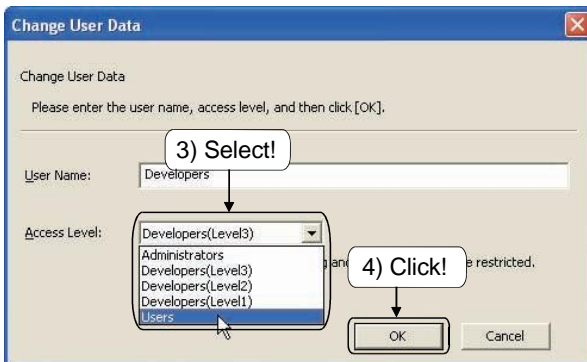 Change User Data
Change User Data
Please enter the user name, access level, and then click [OK].
3) Select!
User Name:
Developers
Access Level:
Developers(Level3)
Administrators
Developers(Level3)
Developers(Level2)
Developers(Level1)
Users
restricted.
4) Click!
OK
Cancel